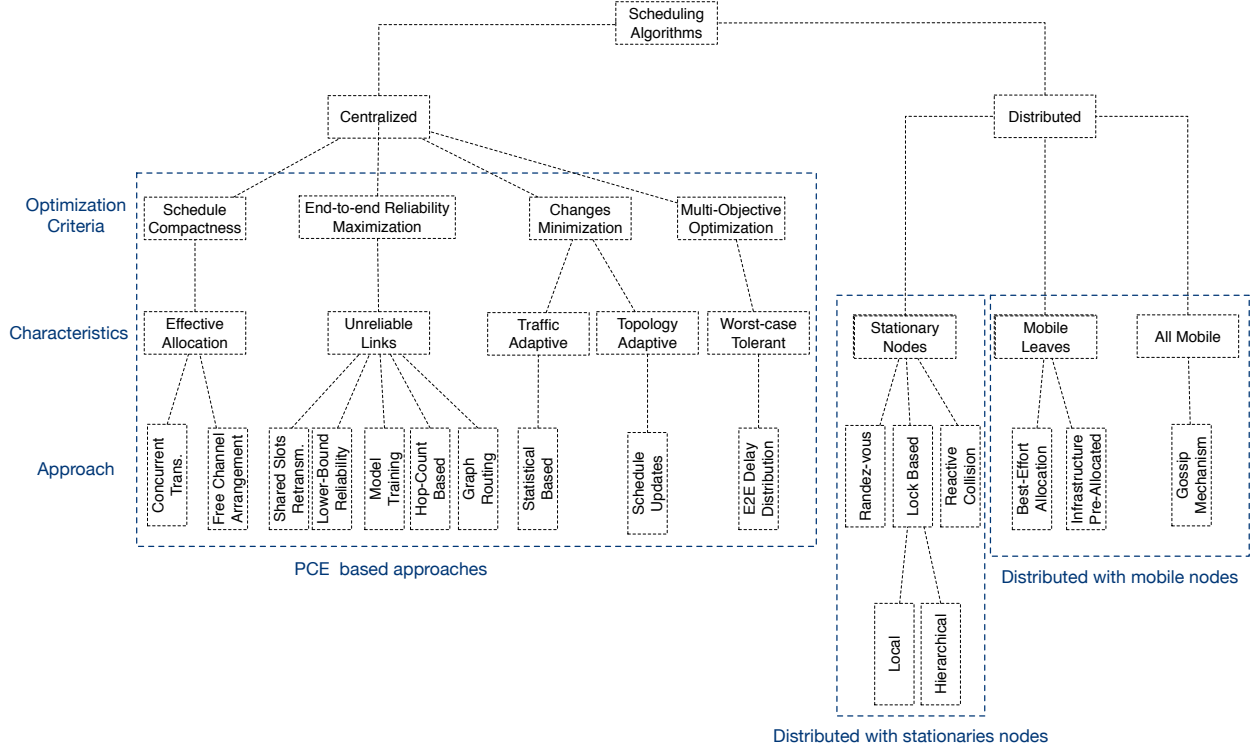 Scheduling
Algorithms
Centralized
Distributed
Optimization
Criteria
Schedule
Compactness
End-to-end Reliability
Maximization
Changes
Minimization
Multi-Objective
Optimization
Characteristics
Effective
Allocation
Unreliable
Links
Traffic
Adaptive
Topology
Adaptive
Worst-case
Tolerant
Stationary
Nodes
Mobile
Leaves
All Mobile
Approach
Concurrent
Trans.
Free Channel
Arrangement
Shared Slots
Retransm.
Lower-Bound
Reliability
Model
Training
Hop-Count
Based
Graph
Routing
Statistical
Based
Schedule
Updates
E2E Delay
Distribution
Randez-vous
Lock Based
Reactive
Collision
Best-Effort
Allocation
Infrastructure
Pre-Allocated
Gossip
Mechanism
PCE based approaches
Distributed with mobile nodes
Local
Hierarchical
Distributed with stationaries nodes